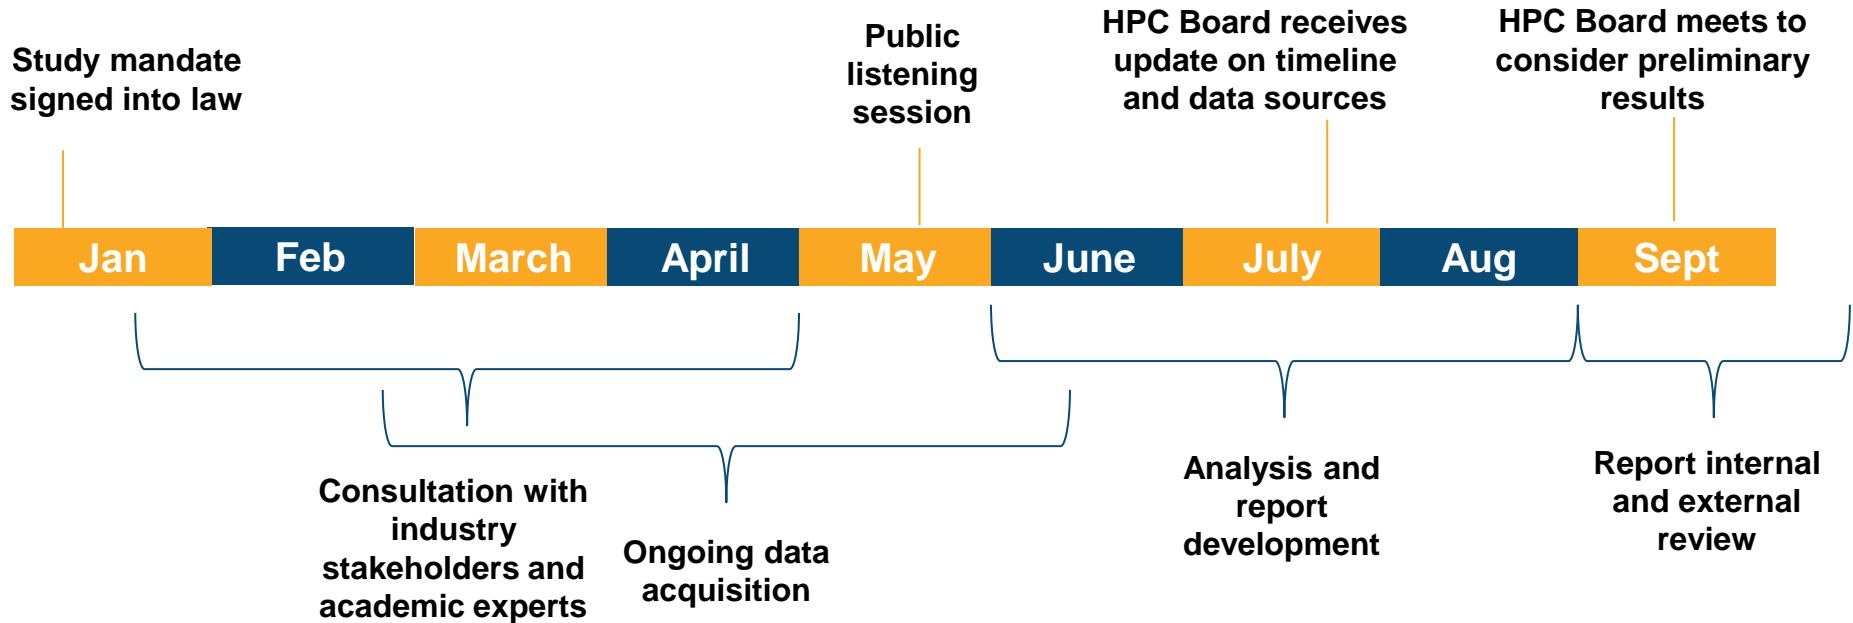 Study mandate
signed into law
Public
listening
session
HPC Board receives
update on timeline
and data sources
HPC Board meets to
consider preliminary
results
Jan
Feb
March
April
May
June
July
Aug
Sept
Consultation with
industry
stakeholders and
academic experts
Ongoing data
acquisition
Analysis and
report
development
Report internal
and external
review